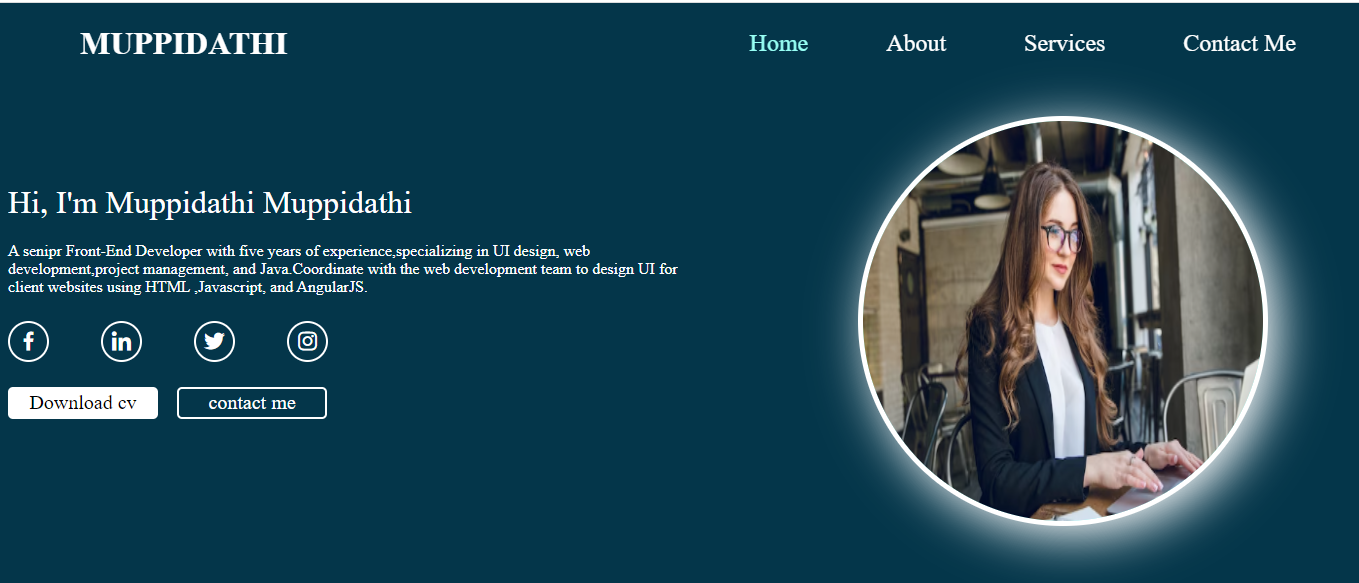 MUPPIDATHI
Home About Services Contact Me
Hi, I'm Muppidathi Muppidathi
A senipr Front-End Developer with five years of experience,specializing in UI design, web
development,project management, and Java.Coordinate with the web development team to design UI for
client websites using HTML ,Javascript, and AngularJS.
Download cv
contact me